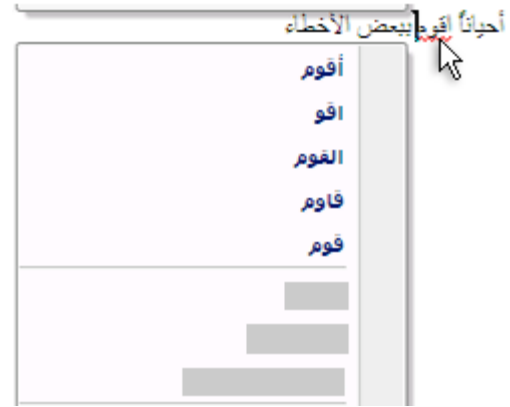 أحياناً اقوم ببعض الأخطاء
أقوم
اقو
القوم
قاوم
قوم